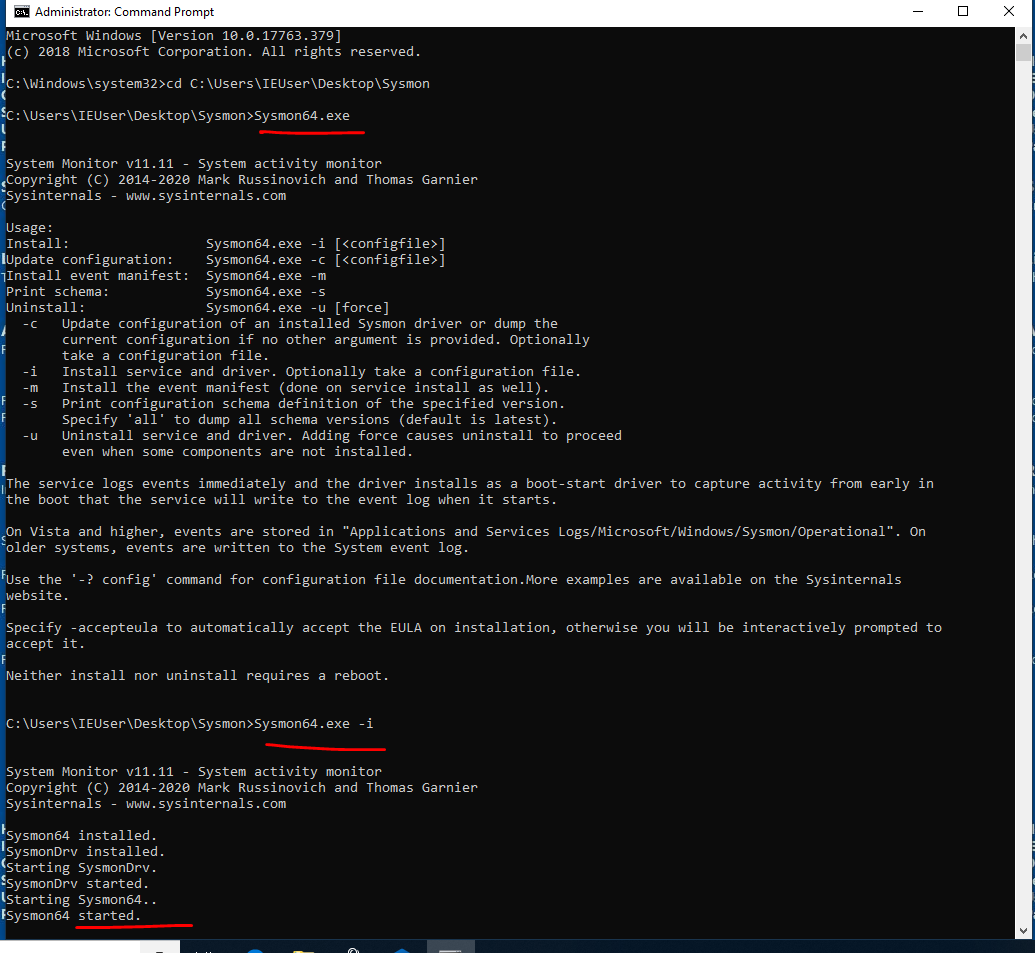 Administrator: Command Prompt
Microsoft Windows [Version 10.0.17763.379]
(c) 2018 Microsoft Corporation. All rights reserved.
C:\Windows\system32>cd C:\Users\IEUser\Desktop\Sysmon
C:\Users\IEUser\Desktop\Sysmon>Sysmon64.exe
System Monitor v11.11 - System activity monitor
Copyright (C) 2014-2020 Mark Russinovich and Thomas Garnier
Sysinternals - www.sysinternals.com
Usage:
Install: Sysmon64.exe -i [<configfile>]
Update configuration: Sysmon64.exe -c [<configfile>]
Install event manifest: Sysmon64.exe -m
Print schema: Sysmon64.exe -s
Uninstall: Sysmon64.exe -u [force]
-c Update configuration of an installed Sysmon driver or dump the
current configuration if no other argument is provided. Optionally
take a configuration file.
-i Install service and driver. Optionally take a configuration file.
-m Install the event manifest (done on service install as well).
-s Print configuration schema definition of the specified version.
Specify 'all' to dump all schema versions (default is latest).
-u Uninstall service and driver. Adding force causes uninstall to proceed
even when some components are not installed.
The service logs events immediately and the driver installs as a boot-start driver to capture activity from early in
the boot that the service will write to the event log when it starts.
On Vista and higher, events are stored in "Applications and Services Logs/Microsoft/Windows/Sysmon/Operational". On
older systems, events are written to the System event log.
Use the '-? config' command for configuration file documentation.More examples are available on the Sysinternals
website.
Specify -accepteula to automatically accept the EULA on installation, otherwise you will be interactively prompted to
accept it.
Neither install nor uninstall requires a reboot.
C:\Users\IEUser\Desktop\Sysmon>Sysmon64.exe -i
System Monitor v11.11 - System activity monitor
Copyright (C) 2014-2020 Mark Russinovich and Thomas Garnier
Sysinternals - www.sysinternals.com
Sysmon64 installed.
SysmonDrv installed.
Starting SysmonDrv.
SysmonDrv started.
Starting Sysmon64..
Sysmon64 started.